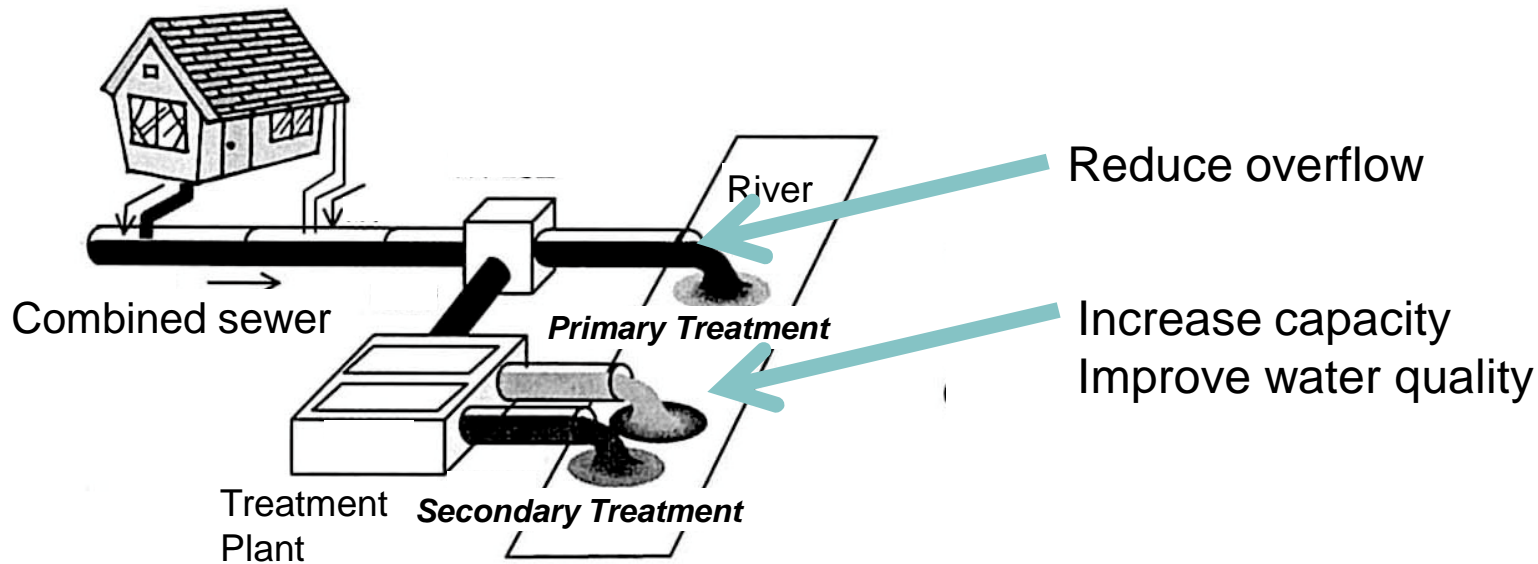 River
Reduce overflow
Combined sewer
Primary Treatment
Increase capacity
Improve water quality
Treatment
Plant
Secondary Treatment